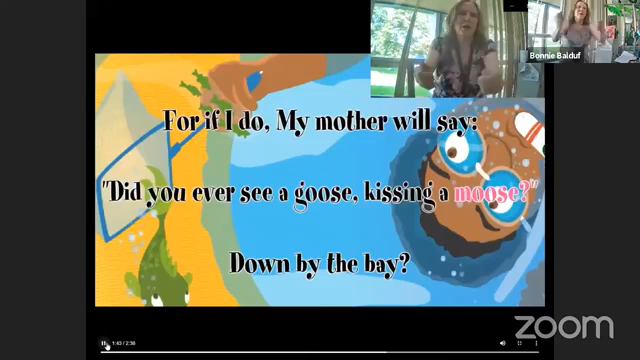 Bonnie Balduf
For if I do, My mother will say:
"Did you ever see a goose, kissing a moose?"
Down by the bay?
1:43 / 2:38
zoom